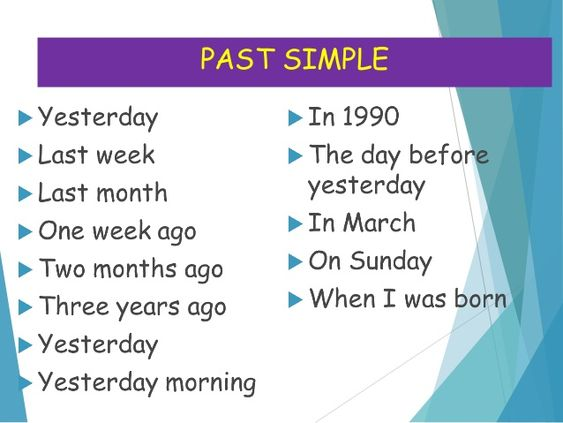 PAST SIMPLE
Yesterday
Last week
Last month
One week ago
Two months ago
Three years ago
Yesterday
Yesterday morning
In 1990
The day before
yesterday
In March
On Sunday
When I was born